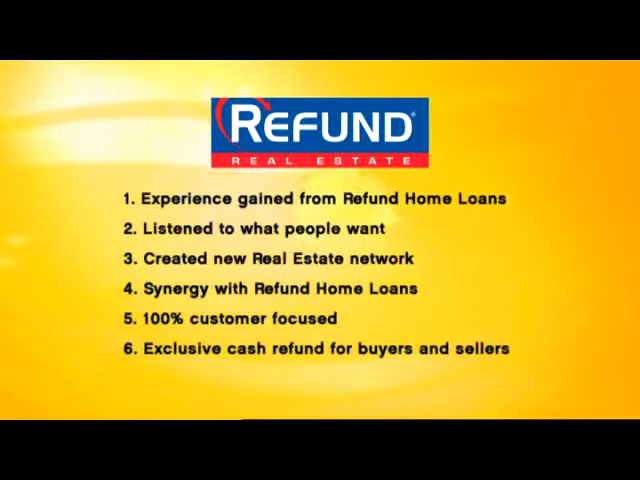 REFUND®
REAL ESTATE
1. Experience gained from Refund Home Loans
2. Listened to what people want
3. Created new Real Estate network
4. Synergy with Refund Home Loans
5. 100% customer focused
6. Exclusive cash refund for buyers and sellers